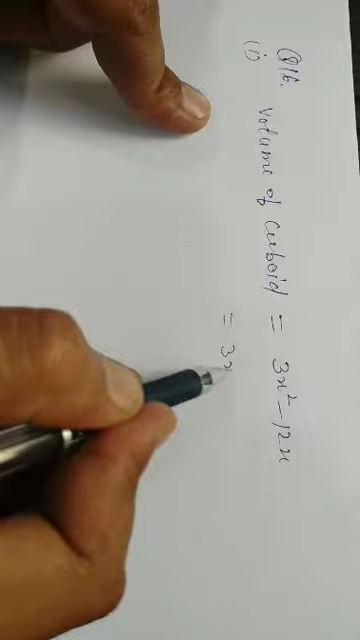 Q16.
(i) Volume of Cuboid = 3x² - 12x
= 3x